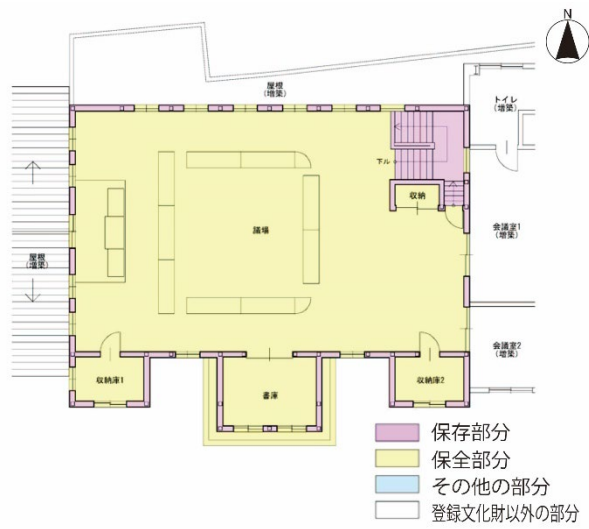 N
屋根
(増築)
トイレ
(増築)
下ル
収納
議場
会議室1
(増築)
屋根
(増築)
会議室2
(増築)
収納庫1
書庫
収納庫2
保存部分
保全部分
その他の部分
登録文化財以外の部分